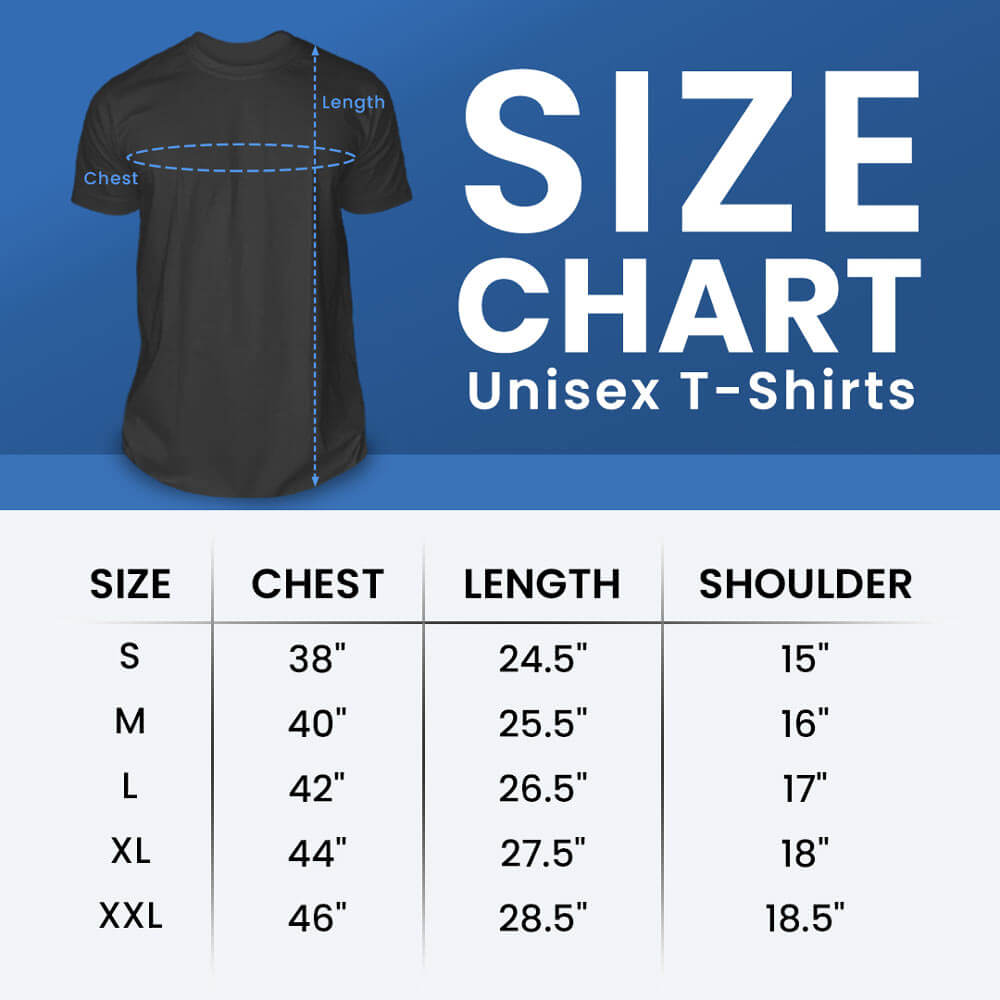 Length
Chest
SIZE
CHART
Unisex T-Shirts
SIZE CHEST LENGTH SHOULDER
S 38" 24.5" 15"
M 40" 25.5" 16"
L 42" 26.5" 17"
XL 44" 27.5" 18"
XXL 46" 28.5" 18.5"